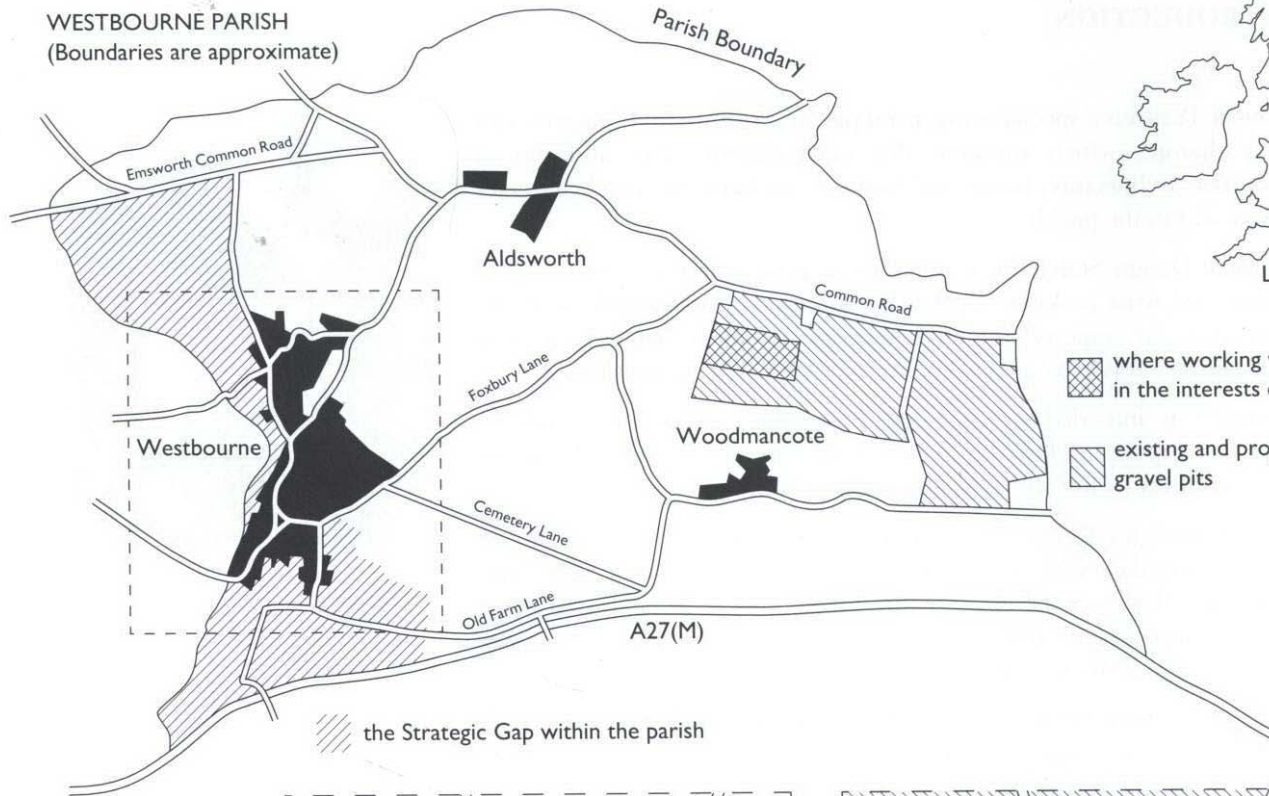 WESTBOURNE PARISH
(Boundaries are approximate)
Parish Boundary
Emsworth Common Road
Aldsworth
Common Road
Foxbury Lane
where working
in the interests
Westbourne
Woodmancote
existing and
gravel pits
Cemetery Lane
Old Farm Lane
A27(M)
the Strategic Gap within the parish